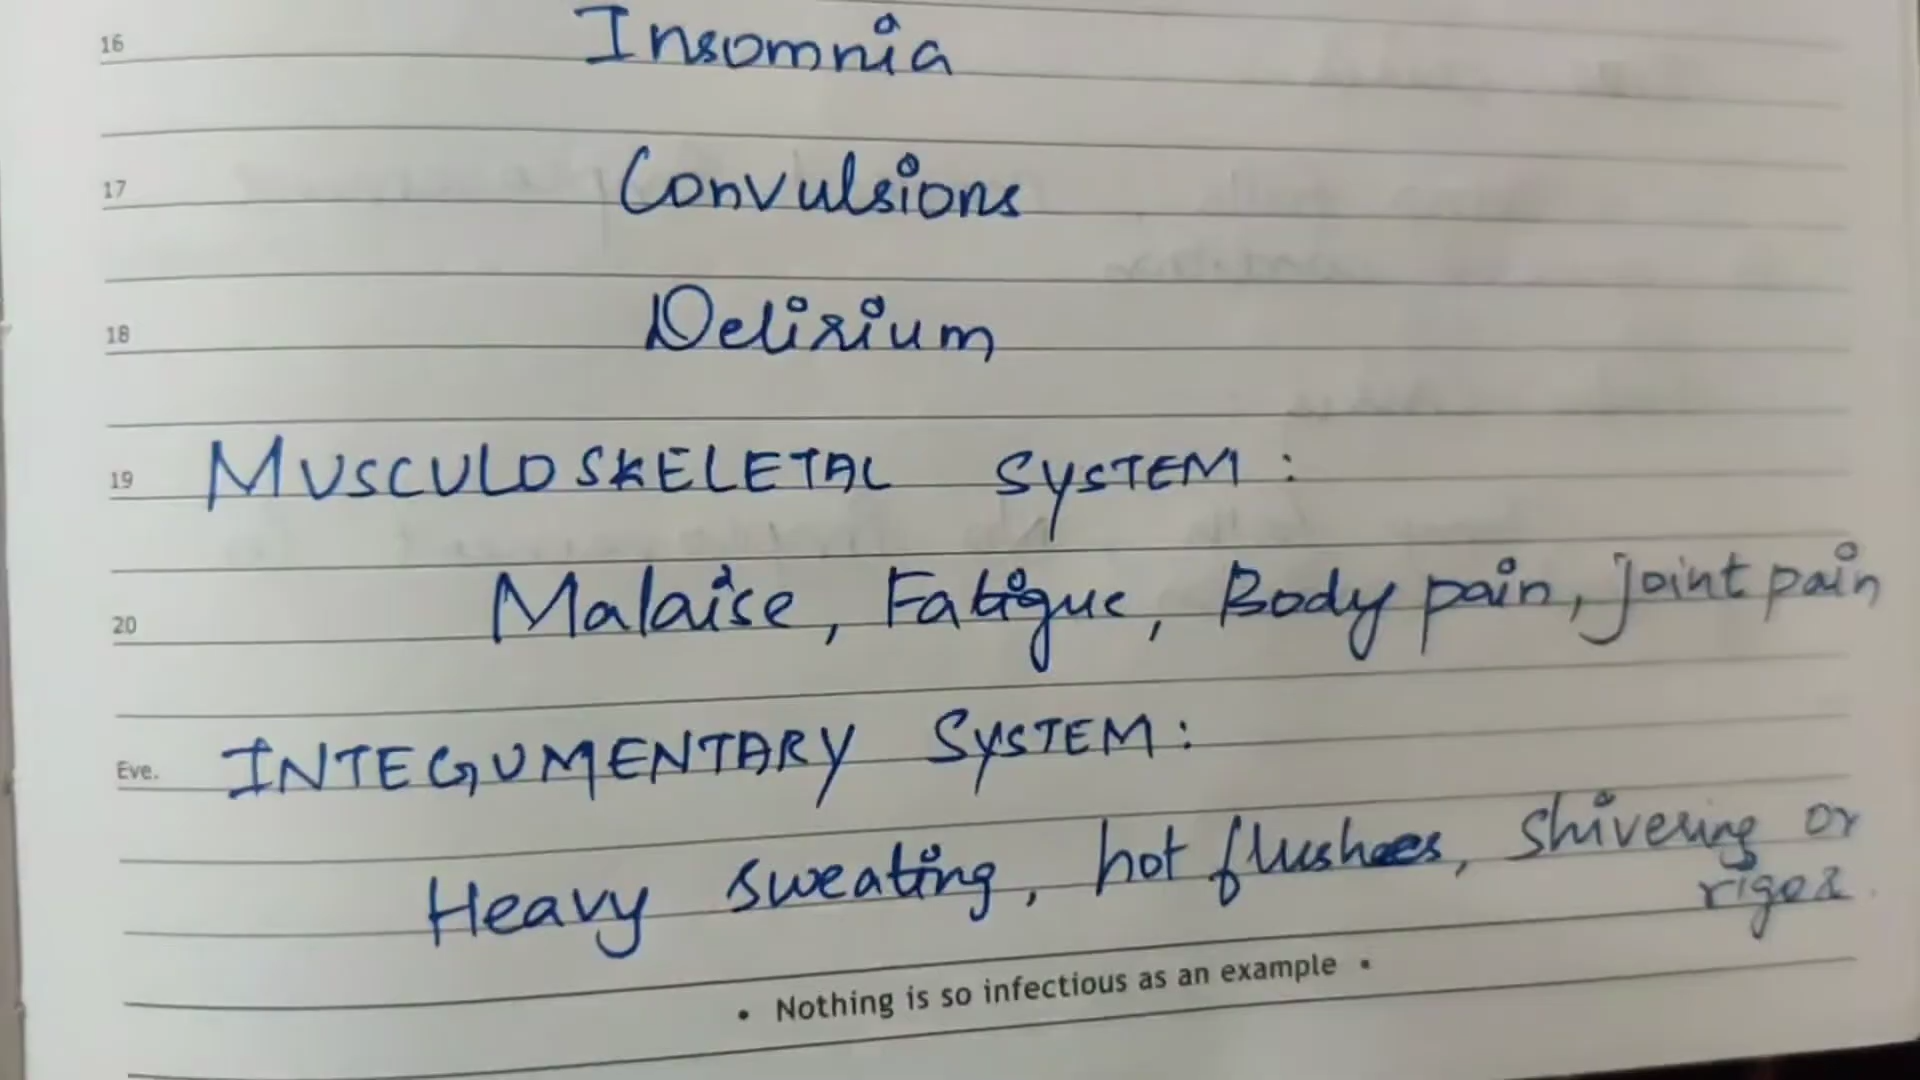 16 Insomnia
17 Convulsions
18 Delirium
19 MUSCULOSKELETAL SYSTEM :
20 Malaise, Fatigue, Body pain, joint pain
Eve. INTEGUMENTARY SYSTEM :
Heavy sweating, hot flushes, shivering or
rigor.
• Nothing is so infectious as an example •